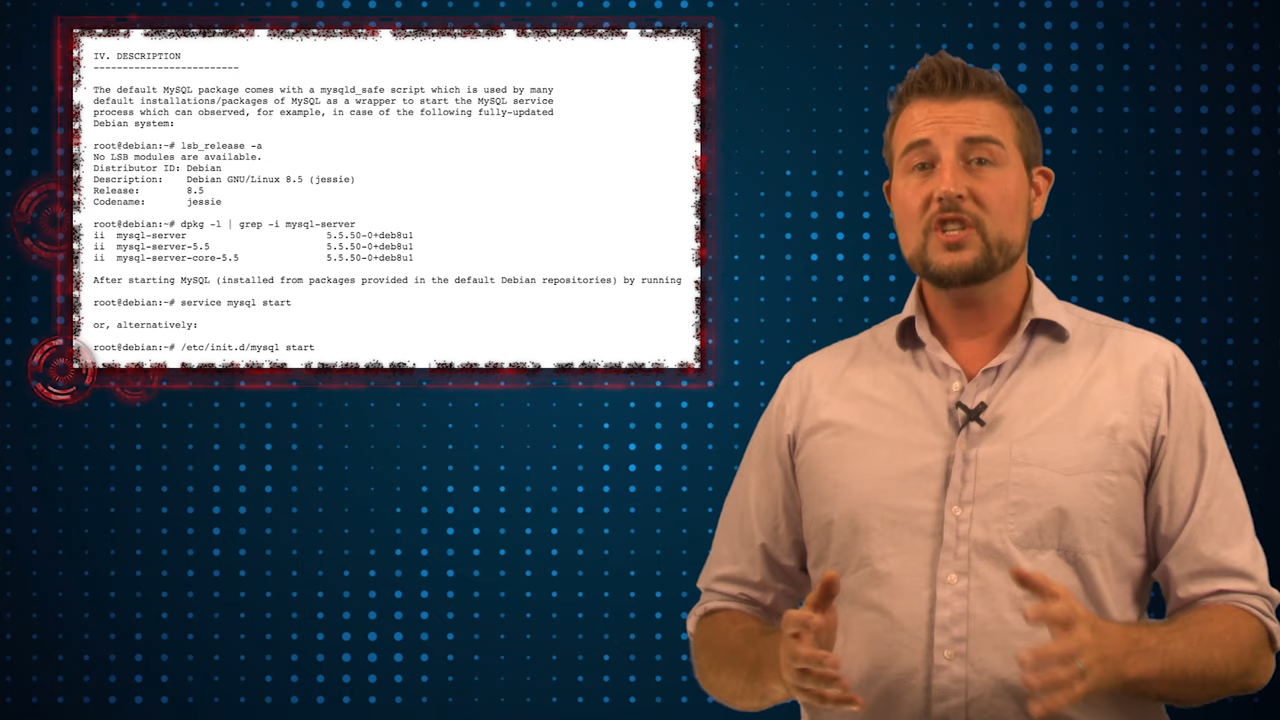 IV. DESCRIPTION
-------------------------
The default MySQL package comes with a mysqld_safe script which is used by many
default installations/packages of MySQL as a wrapper to start the MySQL service
process which can observed, for example, in case of the following fully-updated
Debian system:
root@debian:~# lsb_release -a
No LSB modules are available.
Distributor ID: Debian
Description:    Debian GNU/Linux 8.5 (jessie)
Release:        8.5
Codename:       jessie
root@debian:~# dpkg -l | grep -i mysql-server
ii  mysql-server                        5.5.50-0+deb8u1
ii  mysql-server-5.5                    5.5.50-0+deb8u1
ii  mysql-server-core-5.5               5.5.50-0+deb8u1
After starting MySQL (installed from packages provided in the default Debian repositories) by running
root@debian:~# service mysql start
or, alternatively:
root@debian:~# /etc/init.d/mysql start